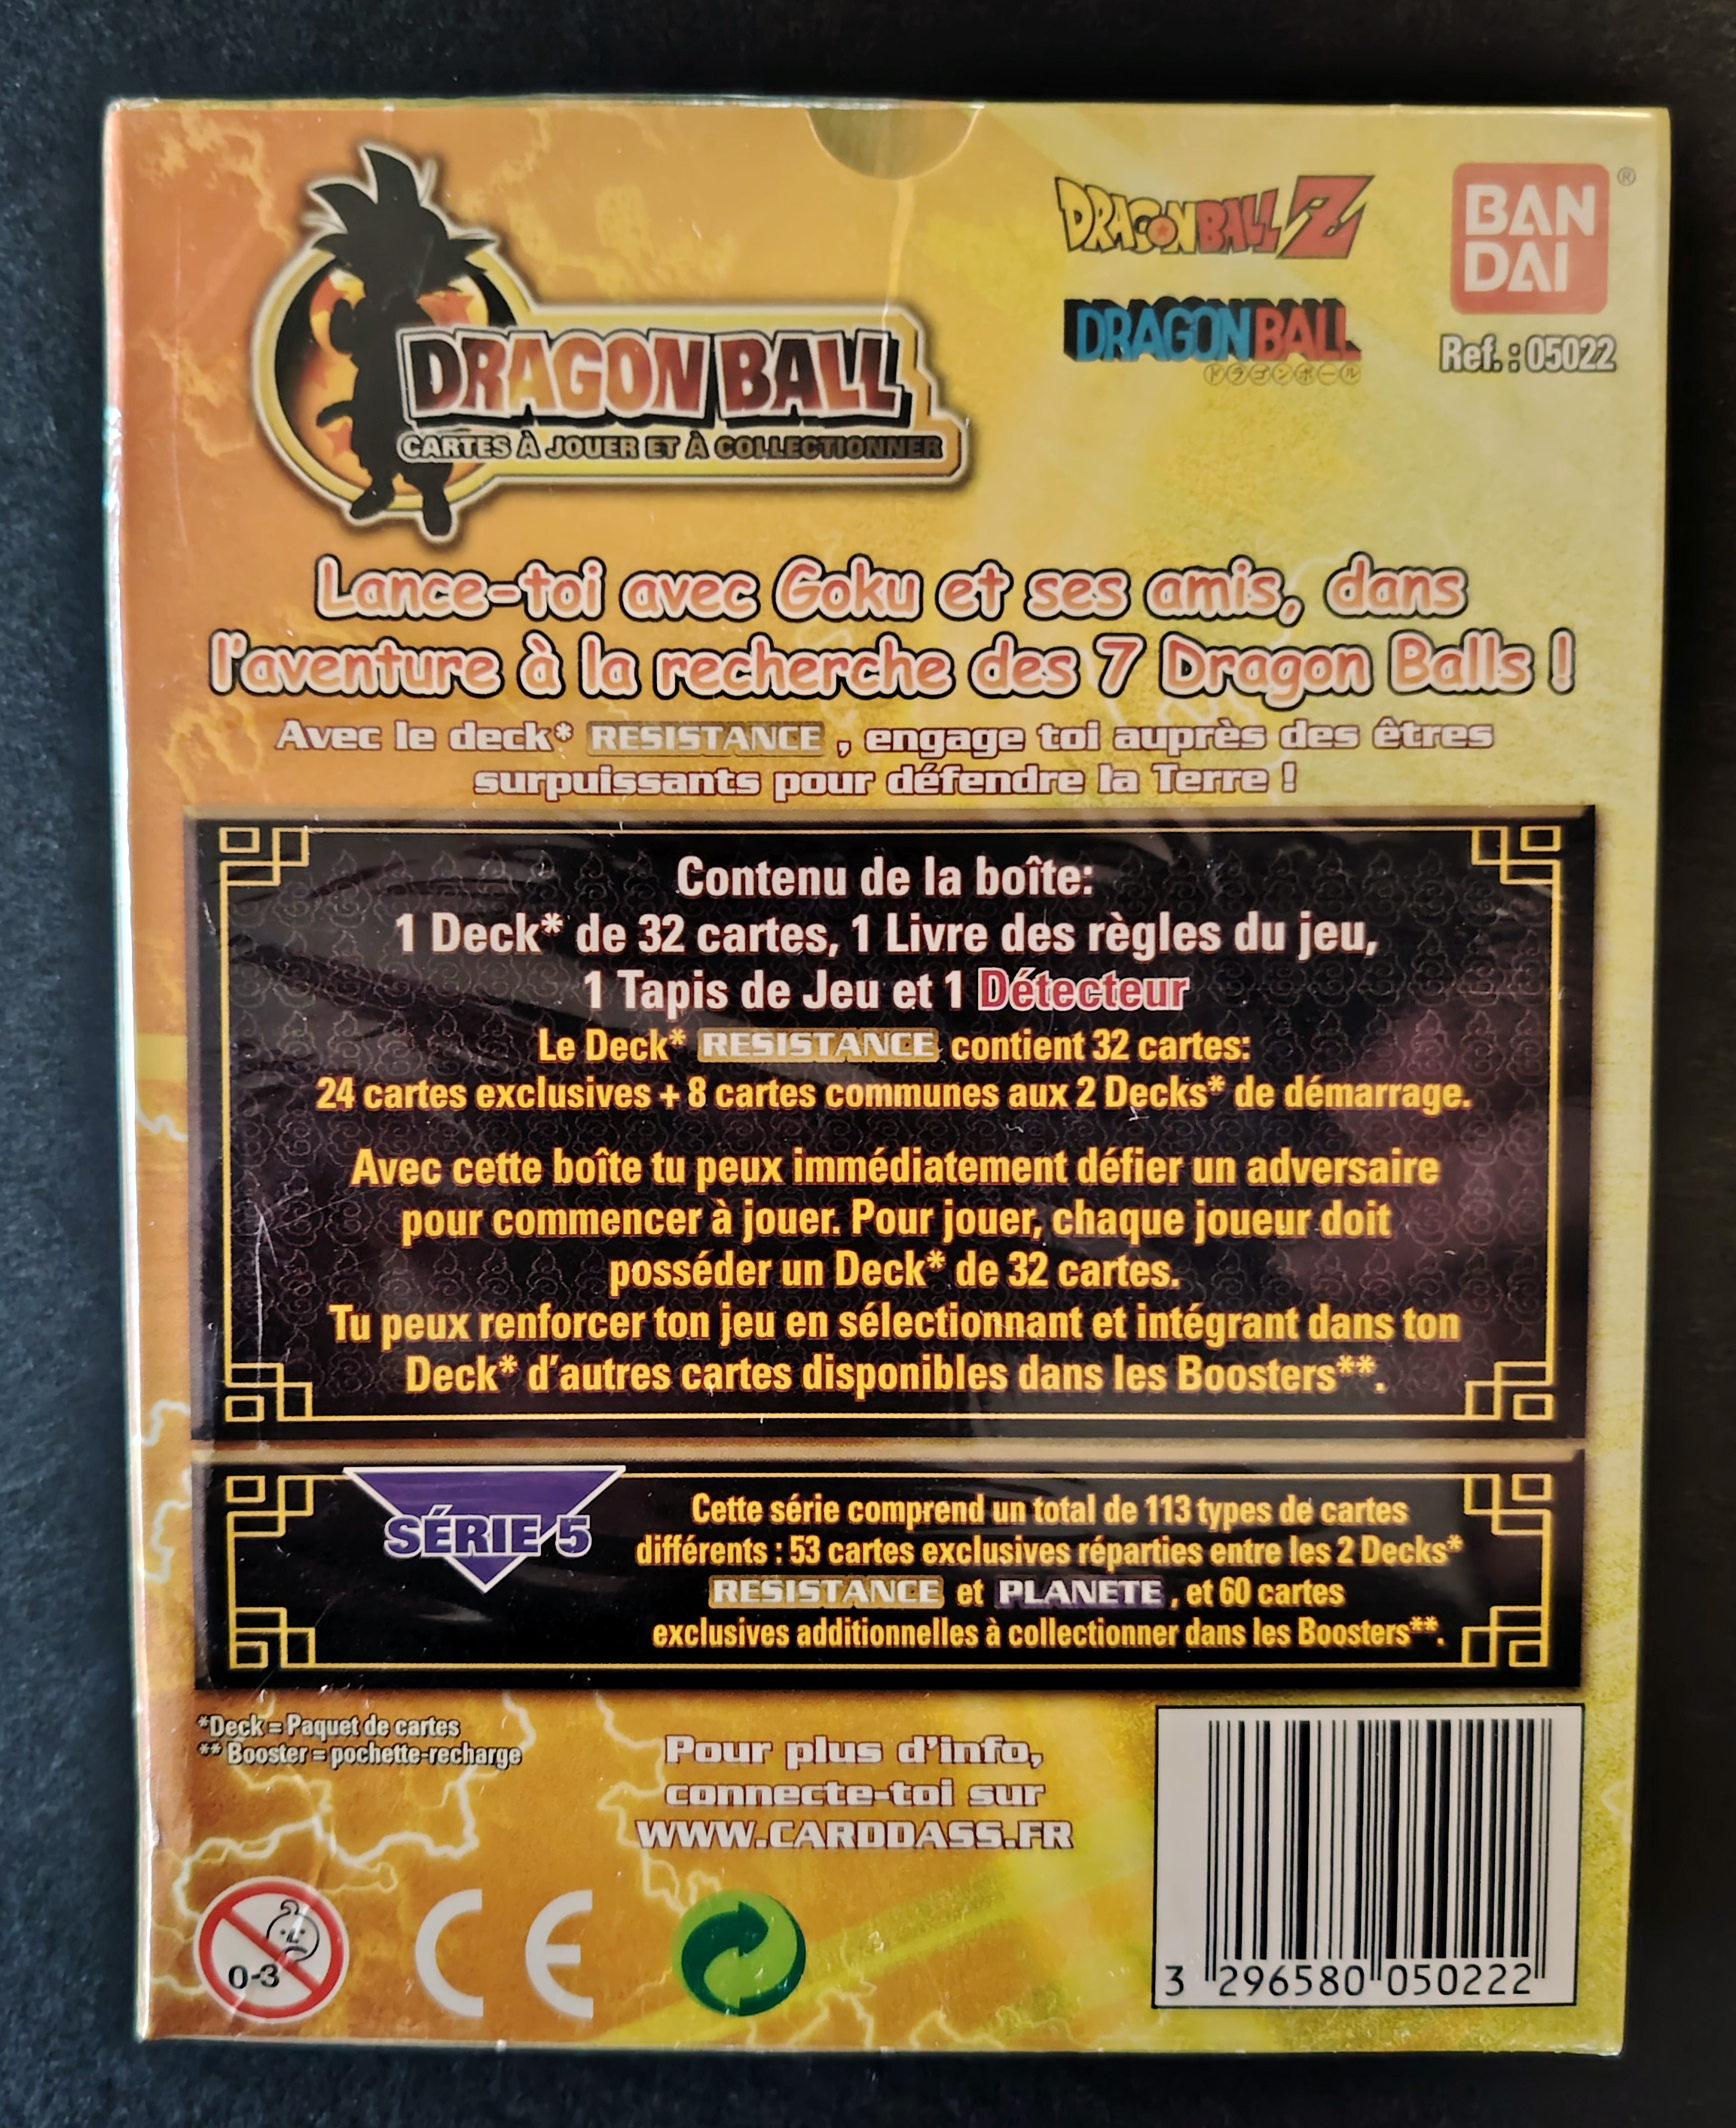 DRAGON BALL
CARTES À JOUER ET À COLLECTIONNER
DRAGONBALL Z
DRAGON BALL
ドラゴンボール
BAN
DAI
®
Ref. : 05022
Lance-toi avec Goku et ses amis, dans
l'aventure à la recherche des 7 Dragon Balls !
Avec le deck* RESISTANCE , engage toi auprès des êtres
surpuissants pour défendre la Terre !
Contenu de la boîte:
1 Deck* de 32 cartes, 1 Livre des règles du jeu,
1 Tapis de Jeu et 1 Détecteur
Le Deck* RESISTANCE contient 32 cartes:
24 cartes exclusives + 8 cartes communes aux 2 Decks* de démarrage.
Avec cette boîte tu peux immédiatement défier un adversaire
pour commencer à jouer. Pour jouer, chaque joueur doit
posséder un Deck* de 32 cartes.
Tu peux renforcer ton jeu en sélectionnant et intégrant dans ton
Deck* d'autres cartes disponibles dans les Boosters**.
SÉRIE 5
Cette série comprend un total de 113 types de cartes
différents : 53 cartes exclusives réparties entre les 2 Decks*
RESISTANCE et PLANETE , et 60 cartes
exclusives additionnelles à collectionner dans les Boosters**.
*Deck = Paquet de cartes
** Booster = pochette-recharge
Pour plus d'info,
connecte-toi sur
WWW.CARDDASS.FR
0-3
CE
3 296580 050222